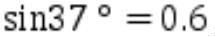 sin37 ° = 0.6